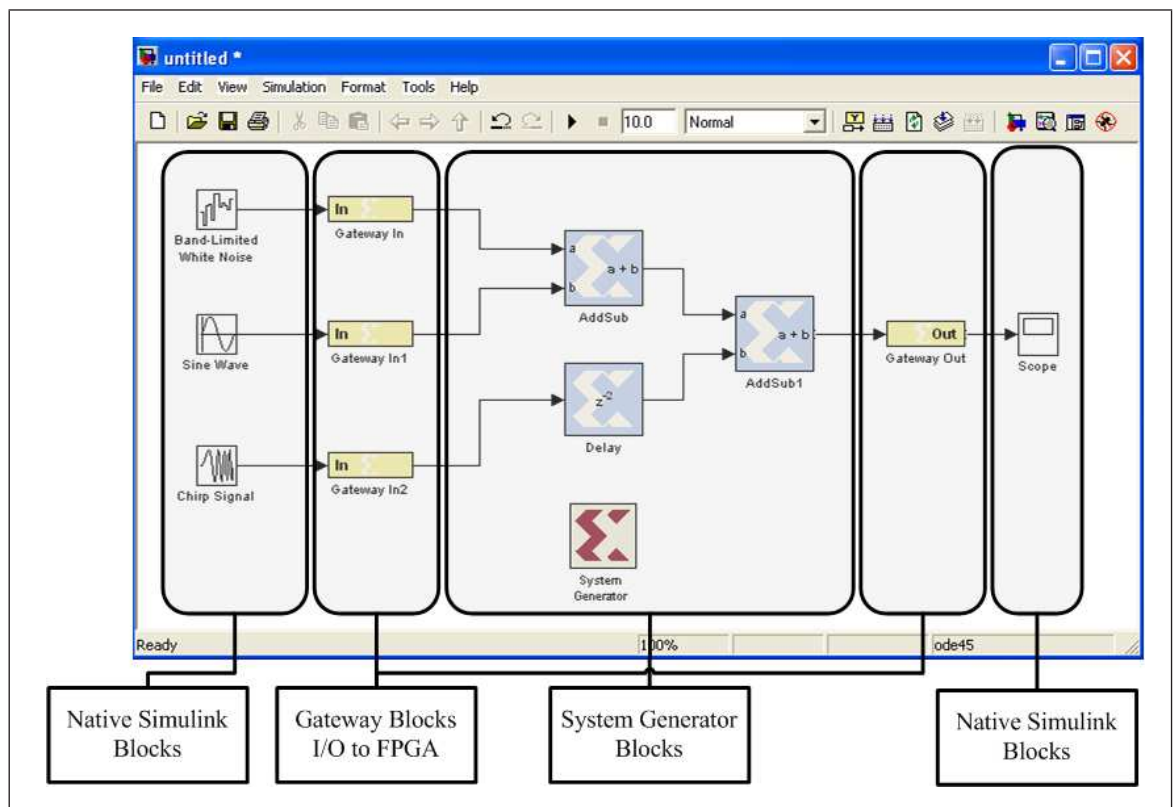 untitled *
File Edit View Simulation Format Tools Help
10.0 Normal
Band-Limited
White Noise
In
Gateway In
a
b
a + b
AddSub
Sine Wave
In
Gateway In1
a
b
a + b
AddSub1
Out
Gateway Out
Scope
z-2
Delay
Chirp Signal
In
Gateway In2
System
Generator
Ready 100% ode45
Native Simulink
Blocks
Gateway Blocks
I/O to FPGA
System Generator
Blocks
Native Simulink
Blocks